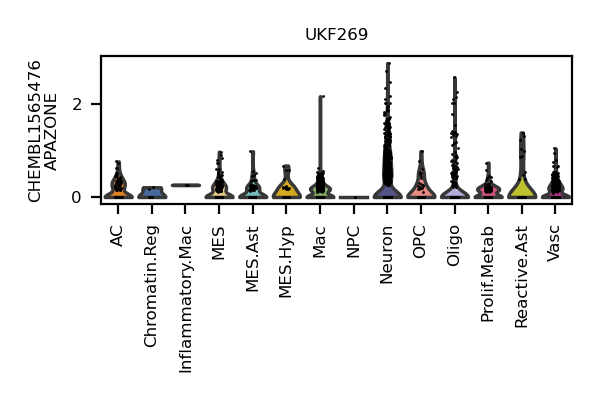 UKF269
CHEMBL1565476
APAZONE
2
0
AC
Chromatin.Reg
Inflammatory.Mac
MES
MES.Ast
MES.Hyp
Mac
NPC
Neuron
OPC
Oligo
Prolif.Metab
Reactive.Ast
Vasc